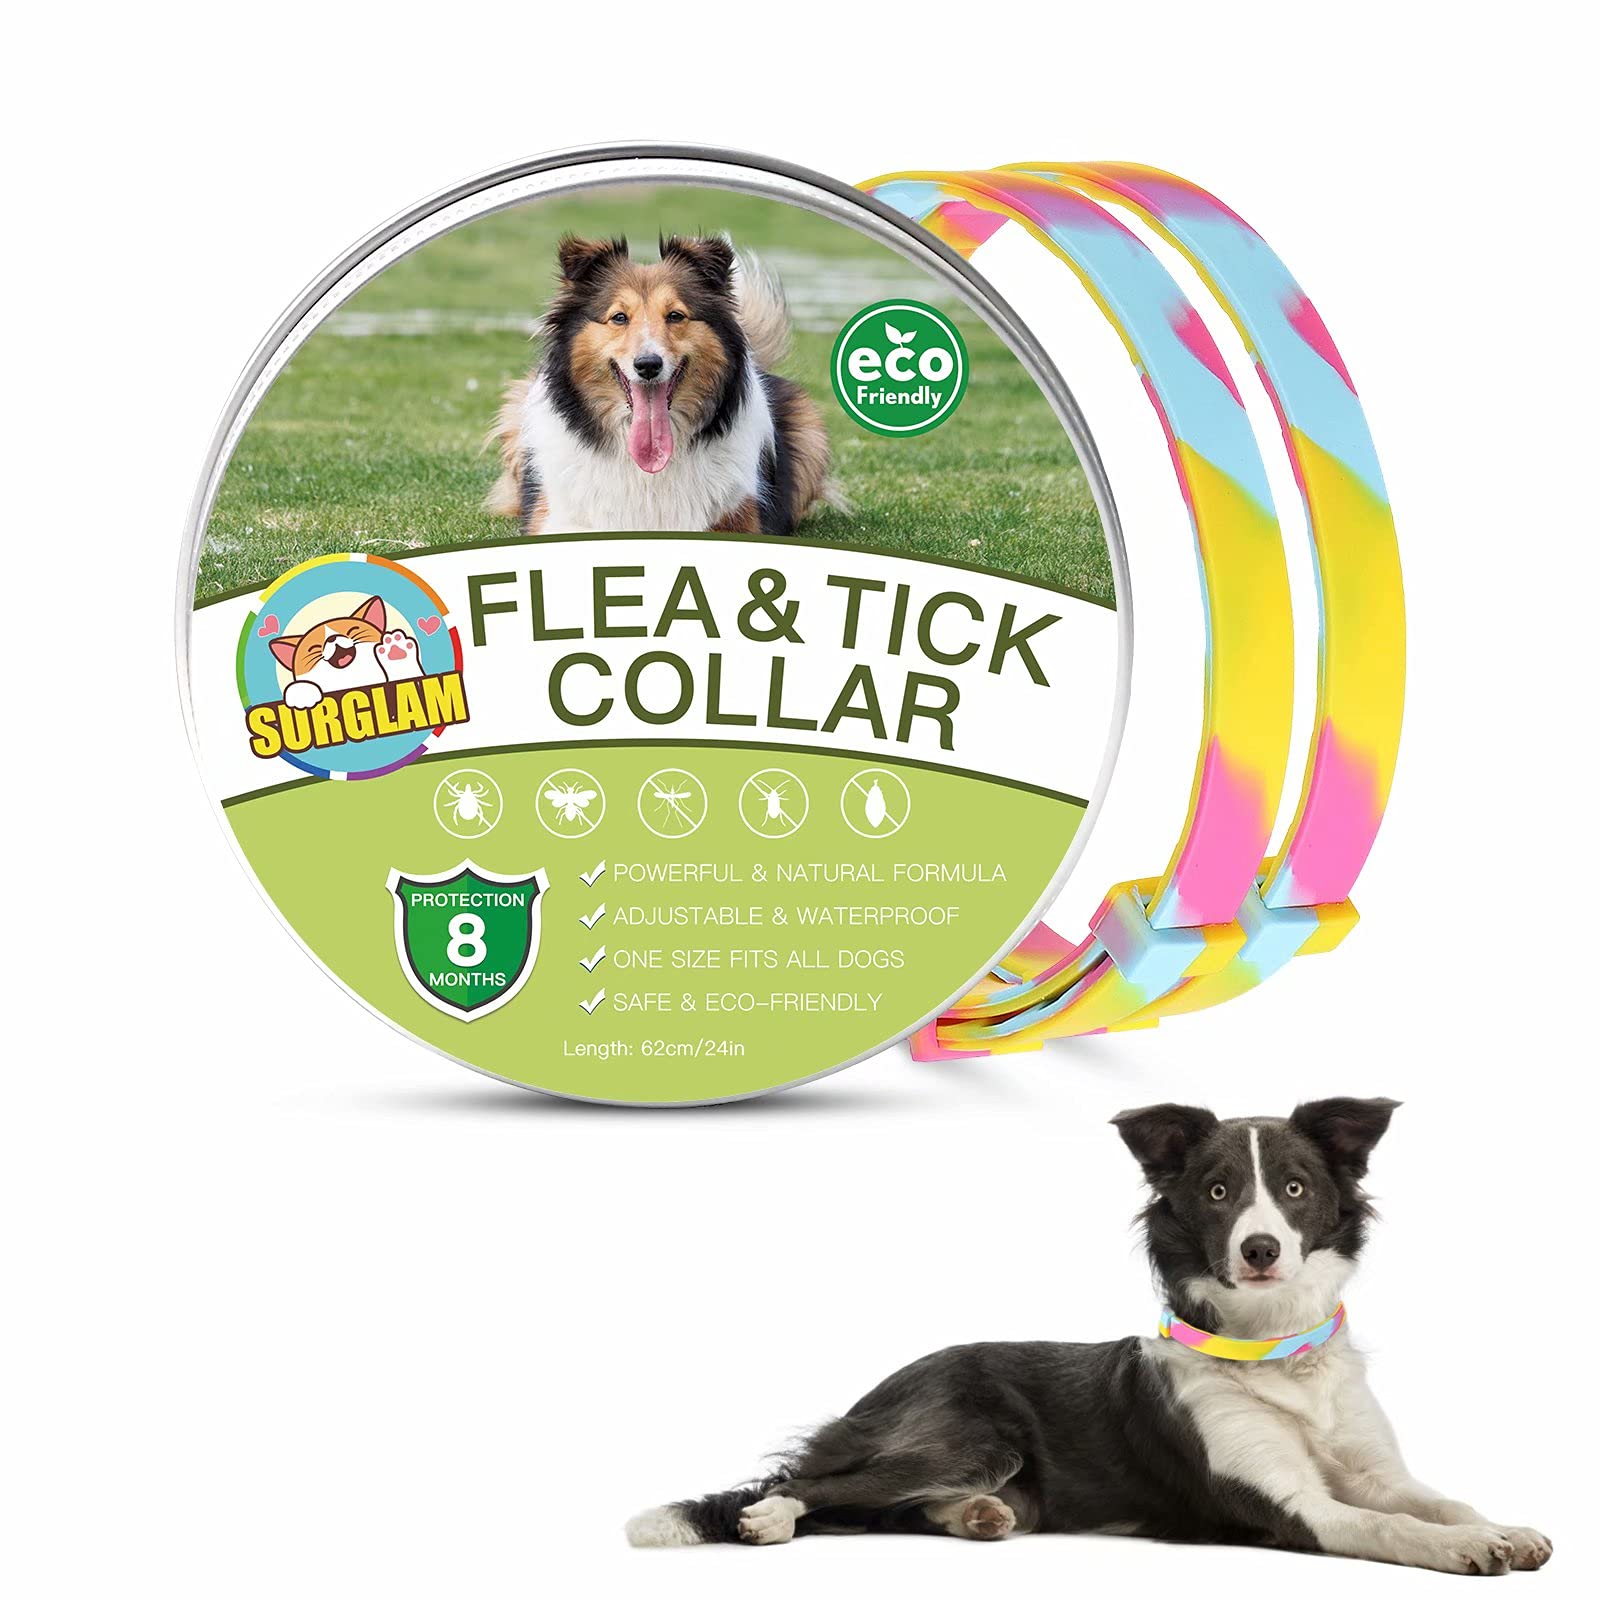 eco
Friendly
FLEA & TICK
COLLAR
SURGLAM
PROTECTION
8
MONTHS
POWERFUL & NATURAL FORMULA
ADJUSTABLE & WATERPROOF
ONE SIZE FITS ALL DOGS
SAFE & ECO-FRIENDLY
Length: 62cm/24in